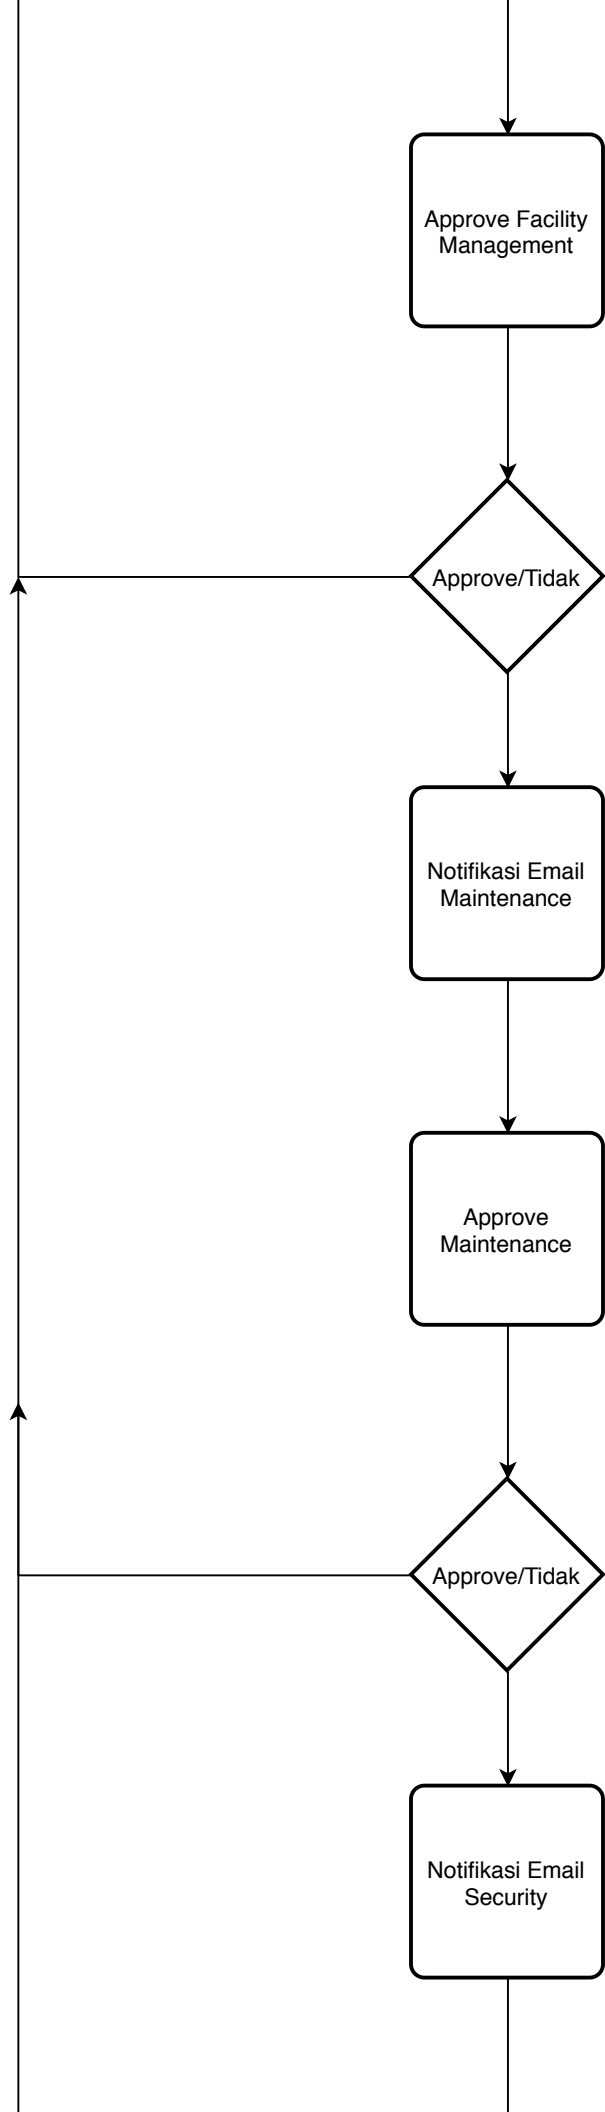 Approve Facility
Management
Approve/Tidak
Notifikasi Email
Maintenance
Approve
Maintenance
Approve/Tidak
Notifikasi Email
Security